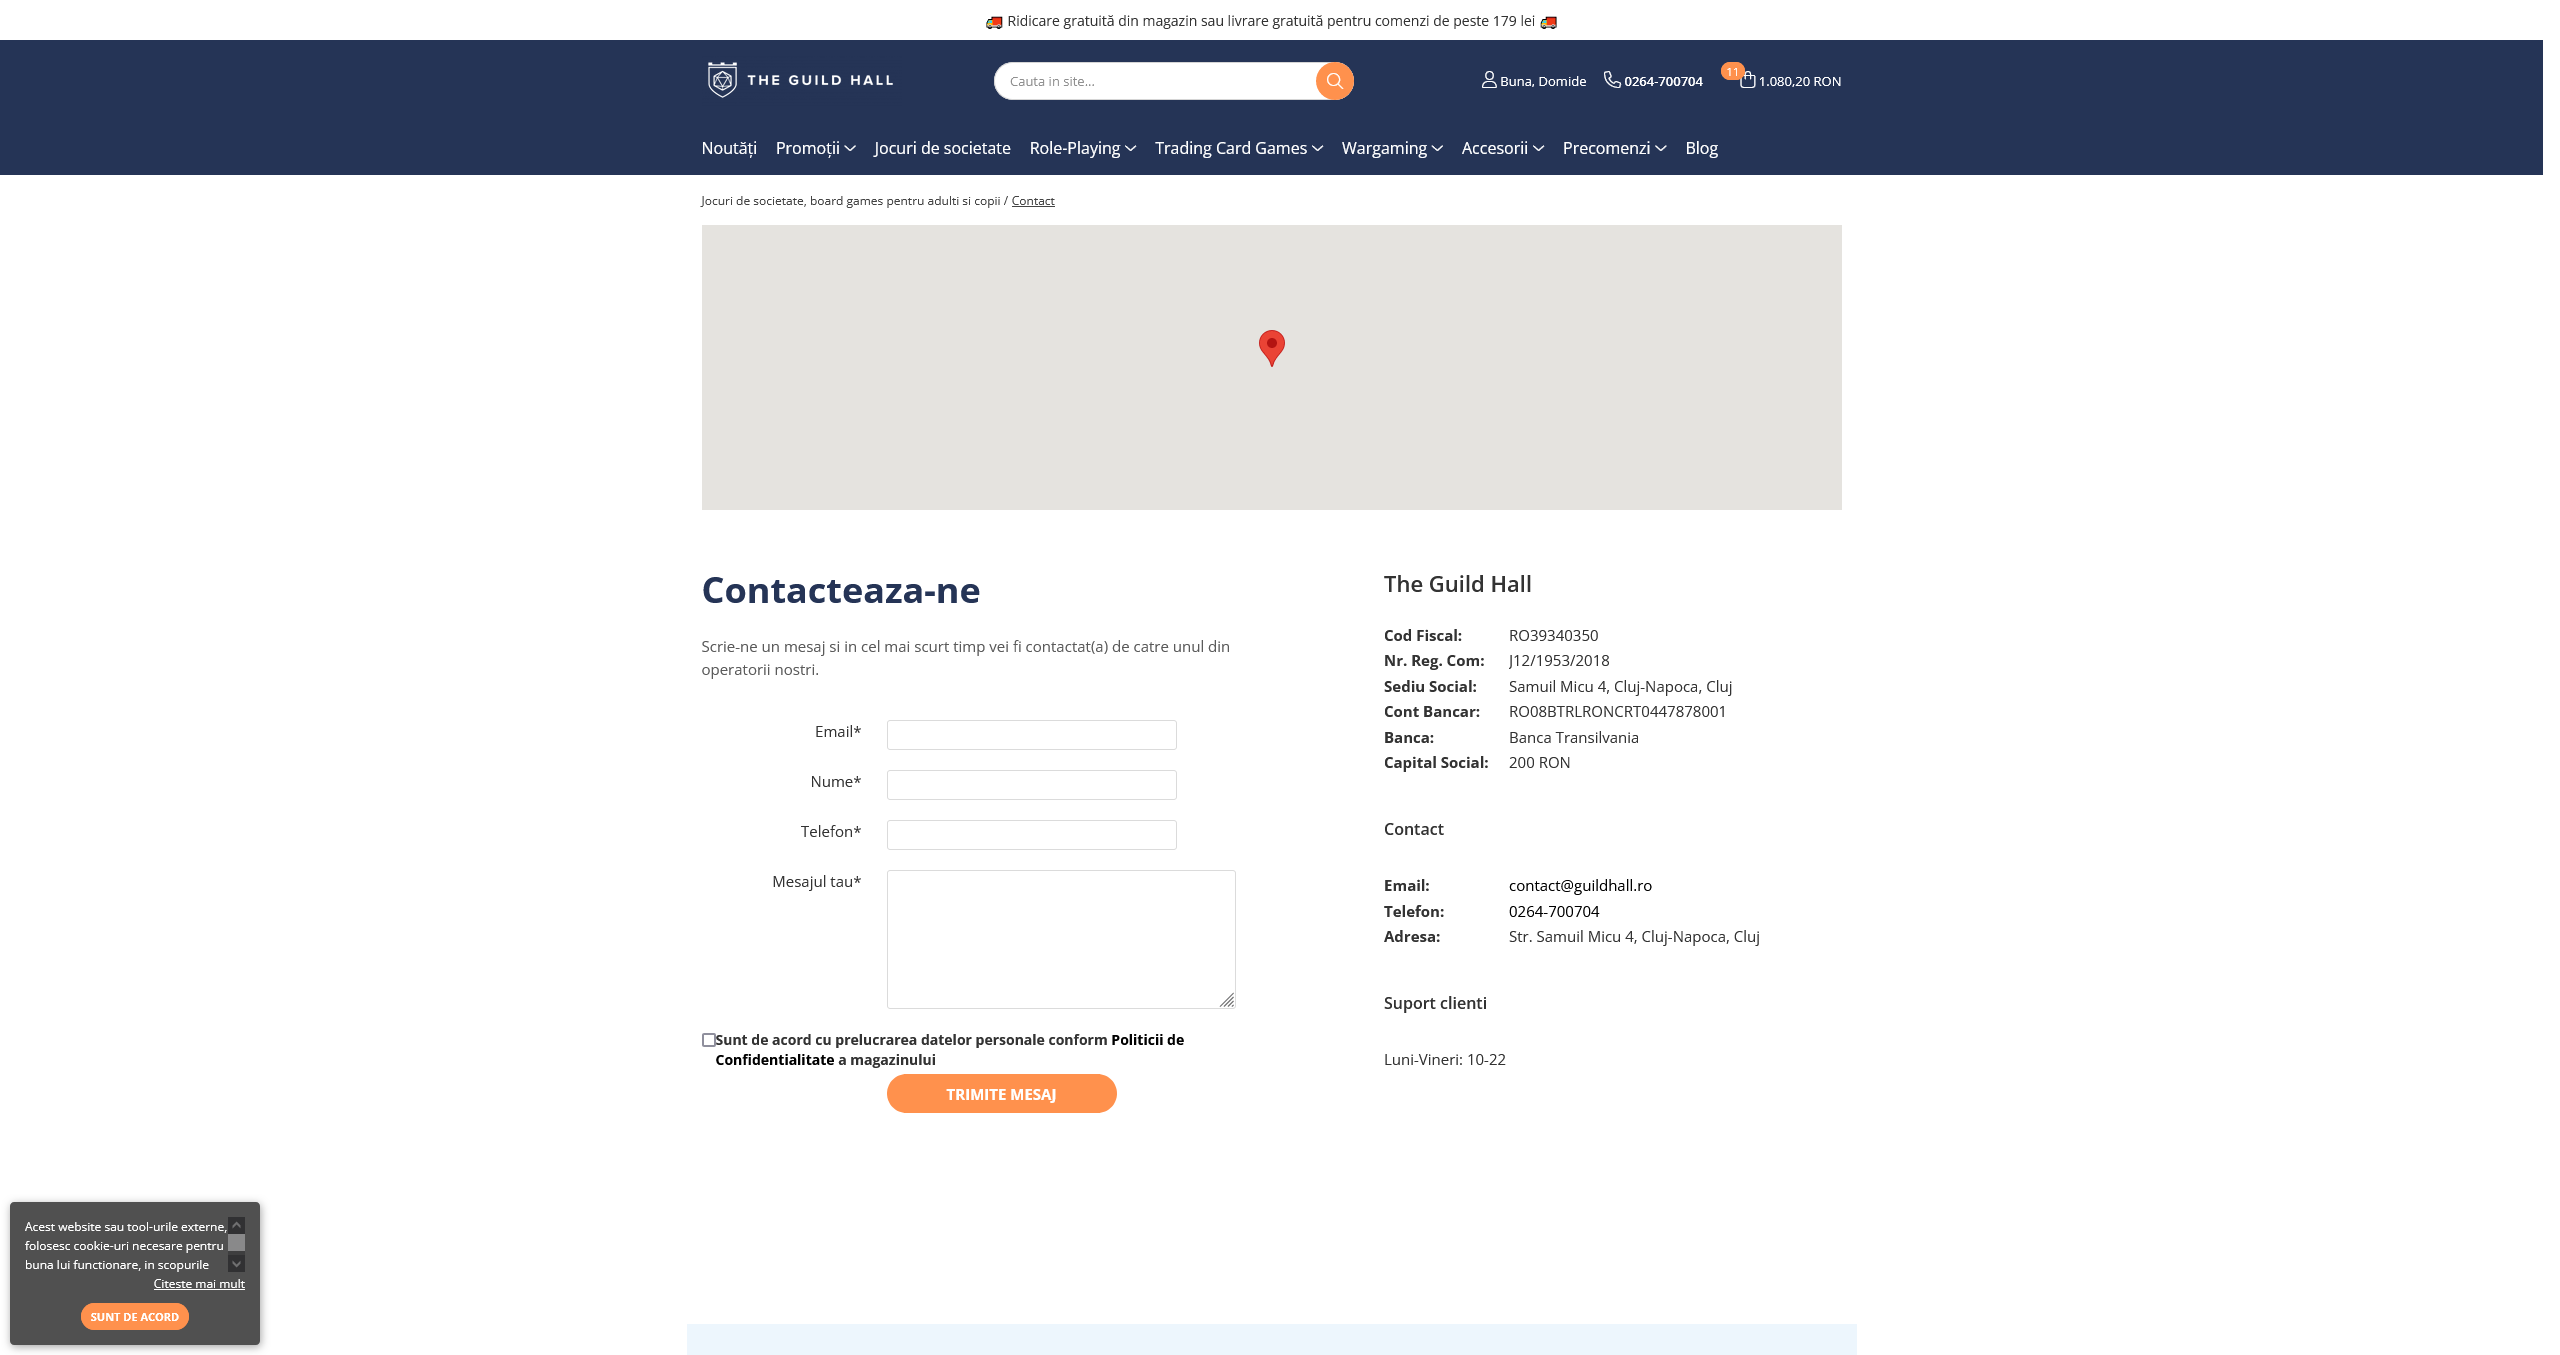 Ridicare gratuită din magazin sau livrare gratuită pentru comenzi de peste 179 lei
THE GUILD HALL
Cauta in site...
Buna, Domide
0264-700704
11
1.080,20 RON
Noutăți Promoții Jocuri de societate Role-Playing Trading Card Games Wargaming Accesorii Precomenzi Blog
Jocuri de societate, board games pentru adulti si copii / Contact
Contacteaza-ne
Scrie-ne un mesaj si in cel mai scurt timp vei fi contactat(a) de catre unul din
operatorii nostri.
Email*
Nume*
Telefon*
Mesajul tau*
Sunt de acord cu prelucrarea datelor personale conform Politicii de
Confidentialitate a magazinului
TRIMITE MESAJ
The Guild Hall
Cod Fiscal: RO39340350
Nr. Reg. Com: J12/1953/2018
Sediu Social: Samuil Micu 4, Cluj-Napoca, Cluj
Cont Bancar: RO08BTRLRONCRT0447878001
Banca: Banca Transilvania
Capital Social: 200 RON
Contact
Email: contact@guildhall.ro
Telefon: 0264-700704
Adresa: Str. Samuil Micu 4, Cluj-Napoca, Cluj
Suport clienti
Luni-Vineri: 10-22
Acest website sau tool-urile externe,
folosesc cookie-uri necesare pentru
buna lui functionare, in scopurile
Citeste mai mult
SUNT DE ACORD